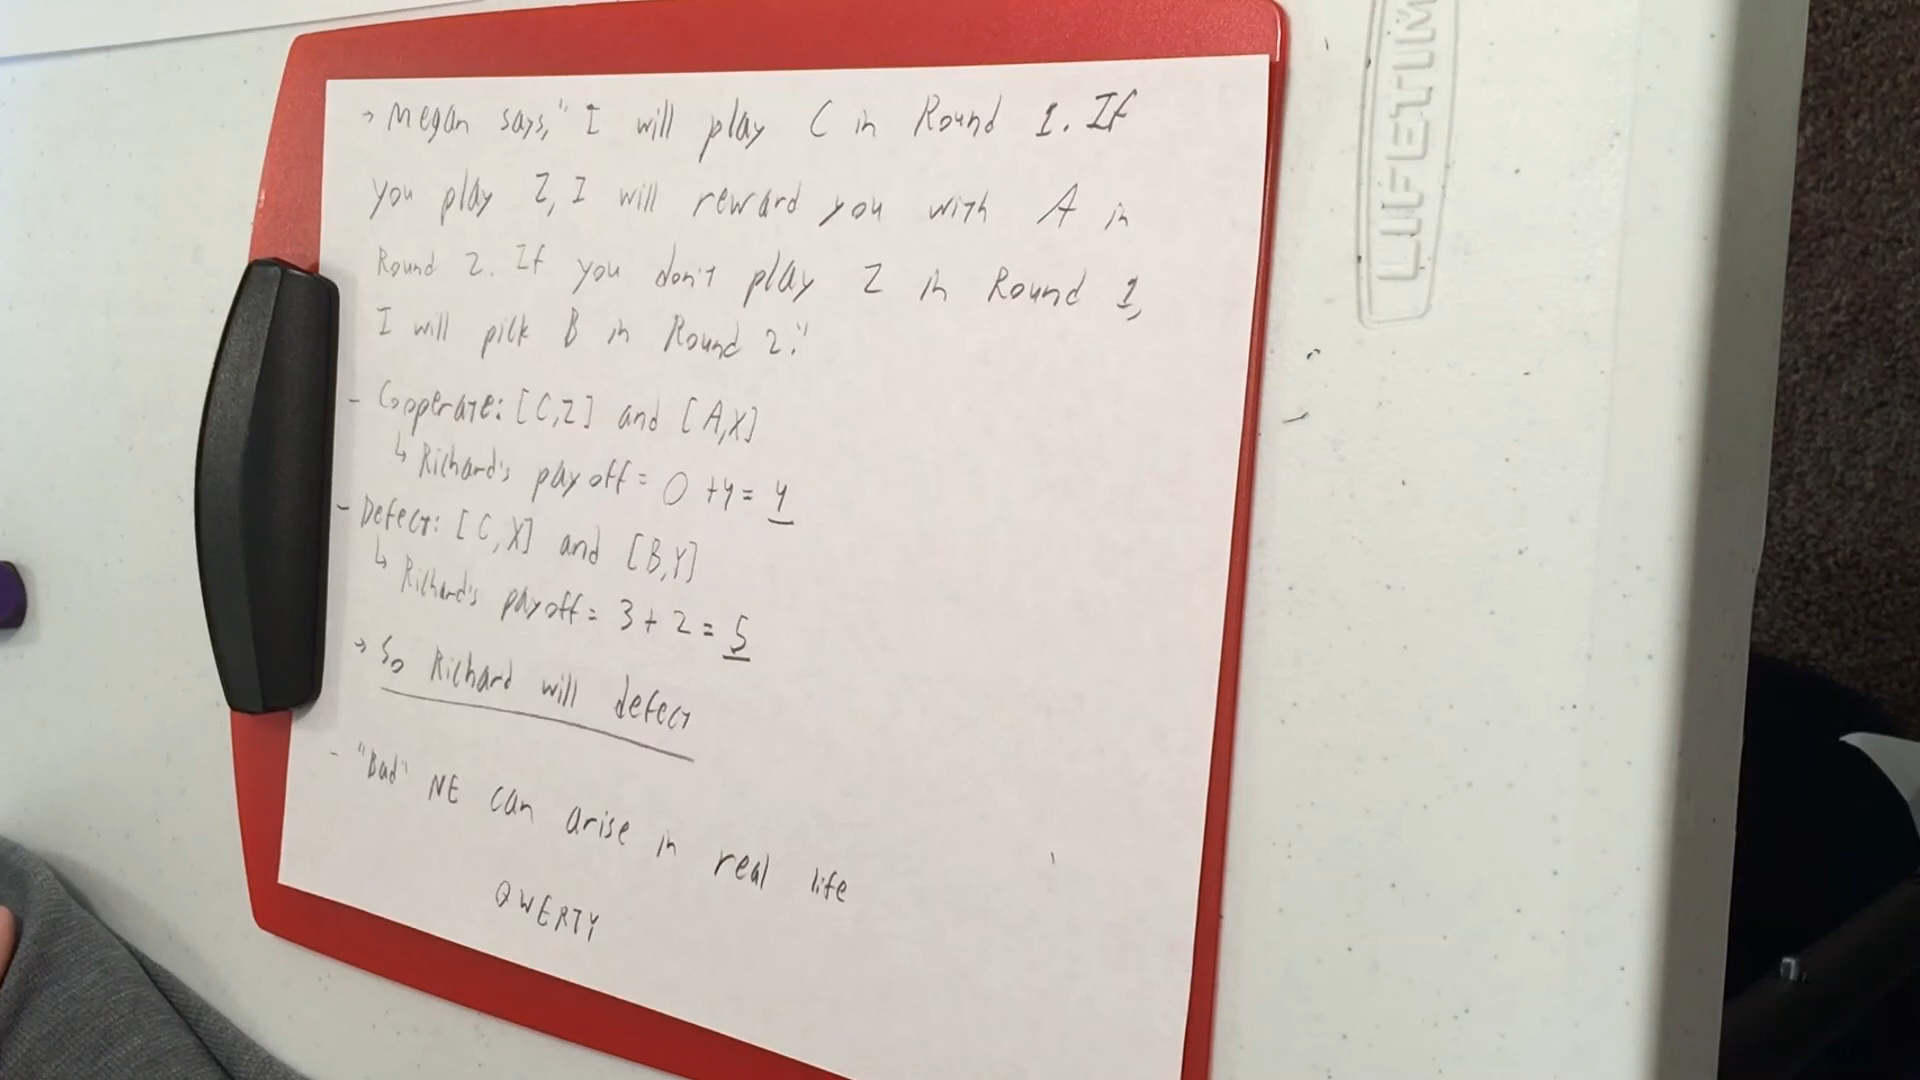 → Megan says, "I will play C in Round 1. If
you play Z, I will reward you with A in
Round 2. If you don't play Z in Round 1,
I will pick B in Round 2."
- Cooperate: [C,Z] and [A,X]
↳ Richard's payoff = 0 + 4 = 4
- Defect: [C,X] and [B,Y]
↳ Richard's payoff = 3 + 2 = 5
→ So Richard will defect
- "Bad" NE can arise in real life
QWERTY
LIFETIM